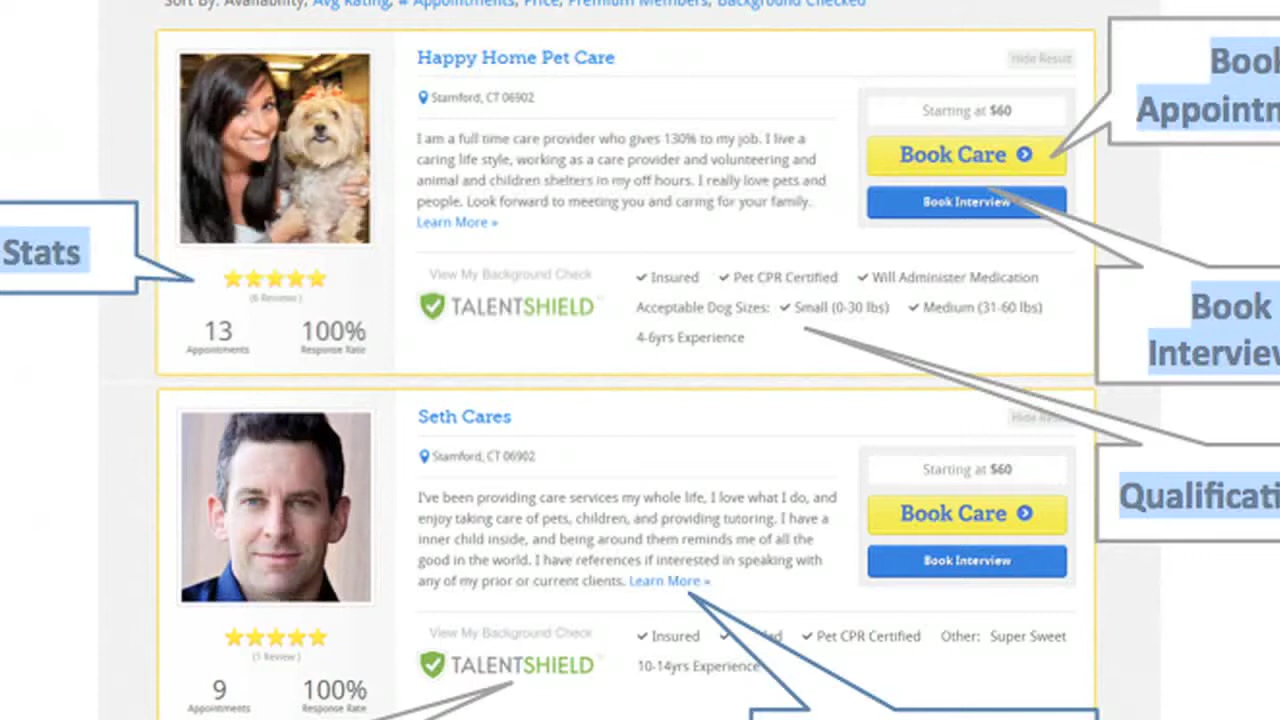 Sort By: Availability, Avg Rating, # Appointments, Price, Premium Members, Background Checked
Happy Home Pet Care
Hide Result
Stamford, CT 06902
I am a full time care provider who gives 130% to my job. I live a
caring life style, working as a care provider and volunteering and
animal and children shelters in my off hours. I really love pets and
people. Look forward to meeting you and caring for your family.
Learn More »
Starting at $60
Book Care
Book Interview
(6 Reviews)
13
Appointments
100%
Response Rate
View My Background Check
TALENTSHIELD
Insured
Pet CPR Certified
Will Administer Medication
Acceptable Dog Sizes: Small (0-30 lbs) Medium (31-60 lbs)
4-6yrs Experience
Seth Cares
Hide
Stamford, CT 06902
I've been providing care services my whole life, I love what I do, and
enjoy taking care of pets, children, and providing tutoring. I have a
inner child inside, and being around them reminds me of all the
good in the world. I have references if interested in speaking with
any of my prior or current clients. Learn More »
Starting at $60
Book Care
Book Interview
(1 Review)
9
Appointments
100%
Response Rate
View My Background Check
TALENTSHIELD
Insured
Pet CPR Certified
Other: Super Sweet
10-14yrs Experience
Stats
Book
Appointm
Book
Interview
Qualificati